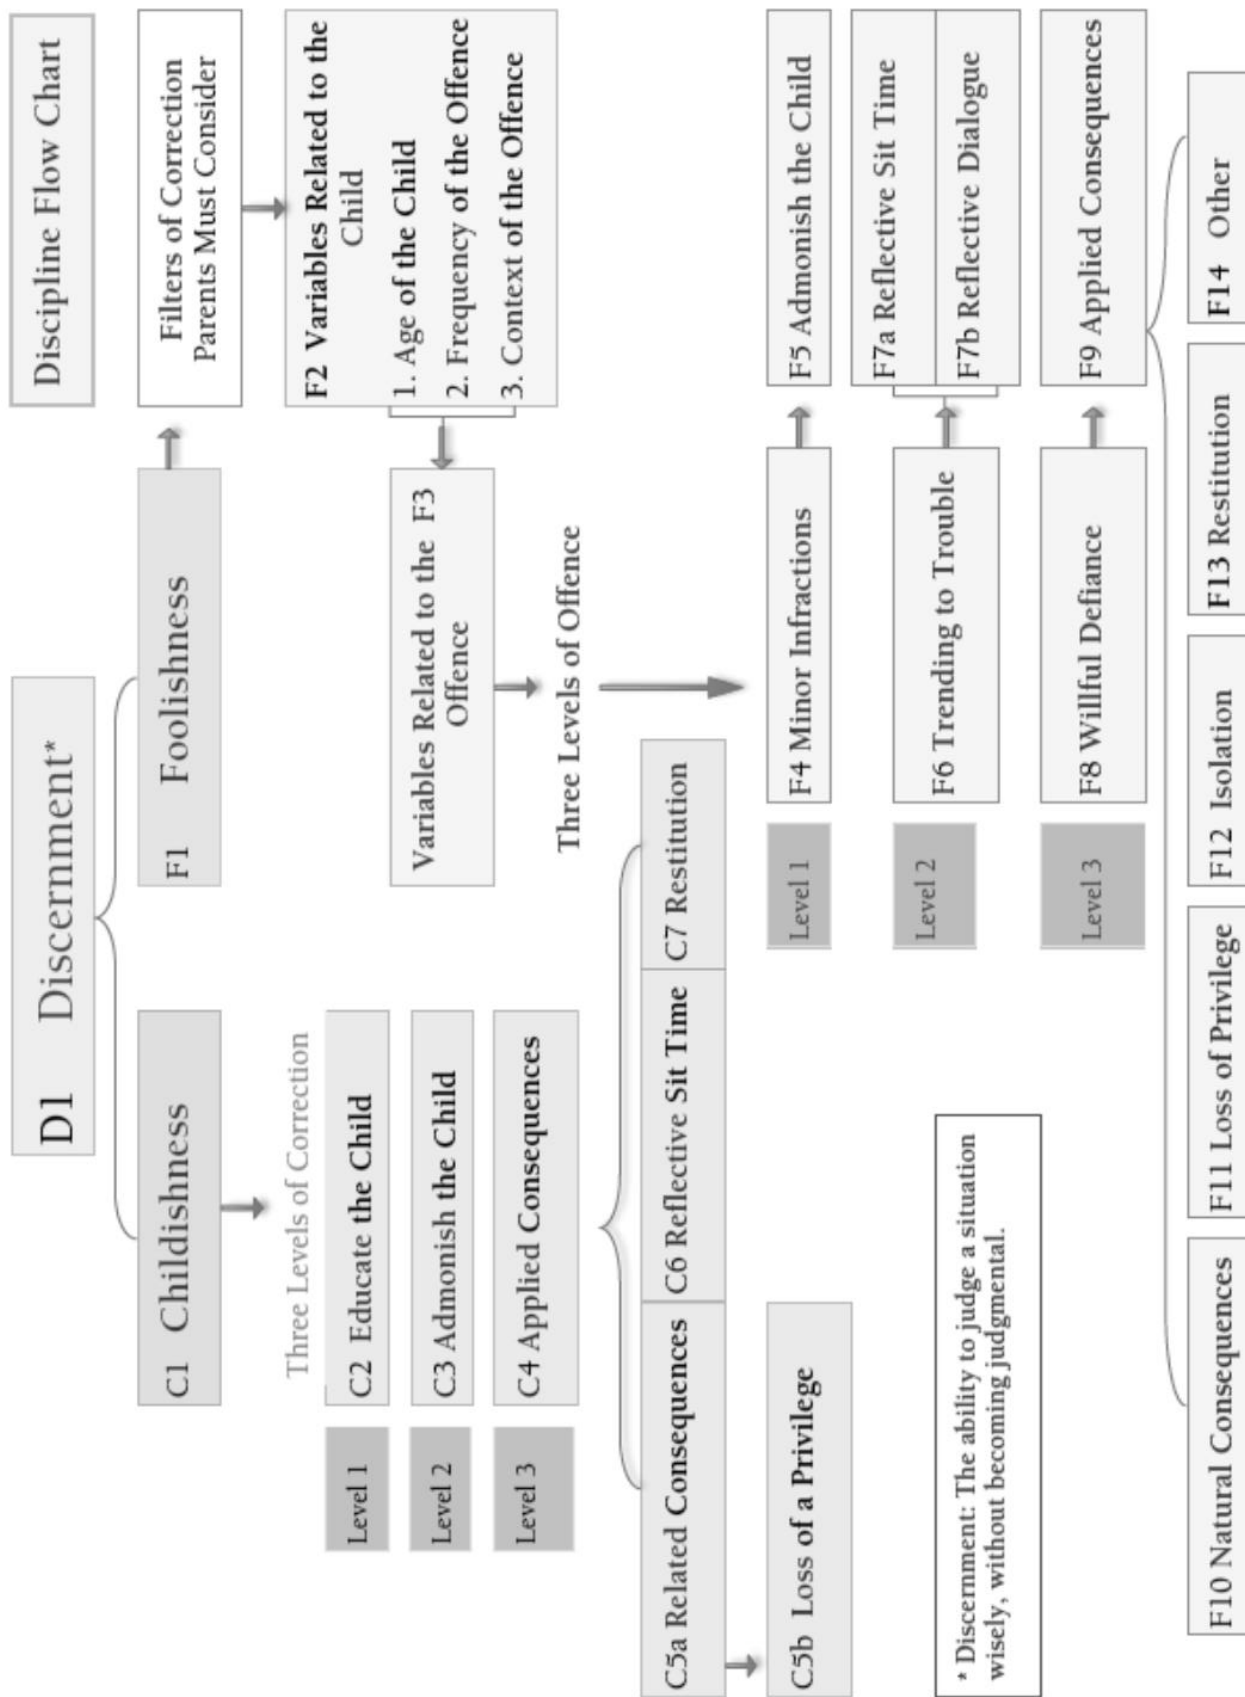 Discipline Flow Chart
D1 Discernment*
C1 Childishness
F1 Foolishness
Filters of Correction
Parents Must Consider
F2 Variables Related to the
Child
1. Age of the Child
2. Frequency of the Offence
3. Context of the Offence
Variables Related to the F3
Offence
Three Levels of Offence
Three Levels of Correction
Level 1
C2 Educate the Child
Level 2
C3 Admonish the Child
Level 3
C4 Applied Consequences
C5a Related Consequences
C6 Reflective Sit Time
C7 Restitution
C5b Loss of a Privilege
Level 1
F4 Minor Infractions
F5 Admonish the Child
Level 2
F6 Trending to Trouble
F7a Reflective Sit Time
F7b Reflective Dialogue
Level 3
F8 Willful Defiance
F9 Applied Consequences
* Discernment: The ability to judge a situation
wisely, without becoming judgmental.
F10 Natural Consequences
F11 Loss of Privilege
F12 Isolation
F13 Restitution
F14 Other